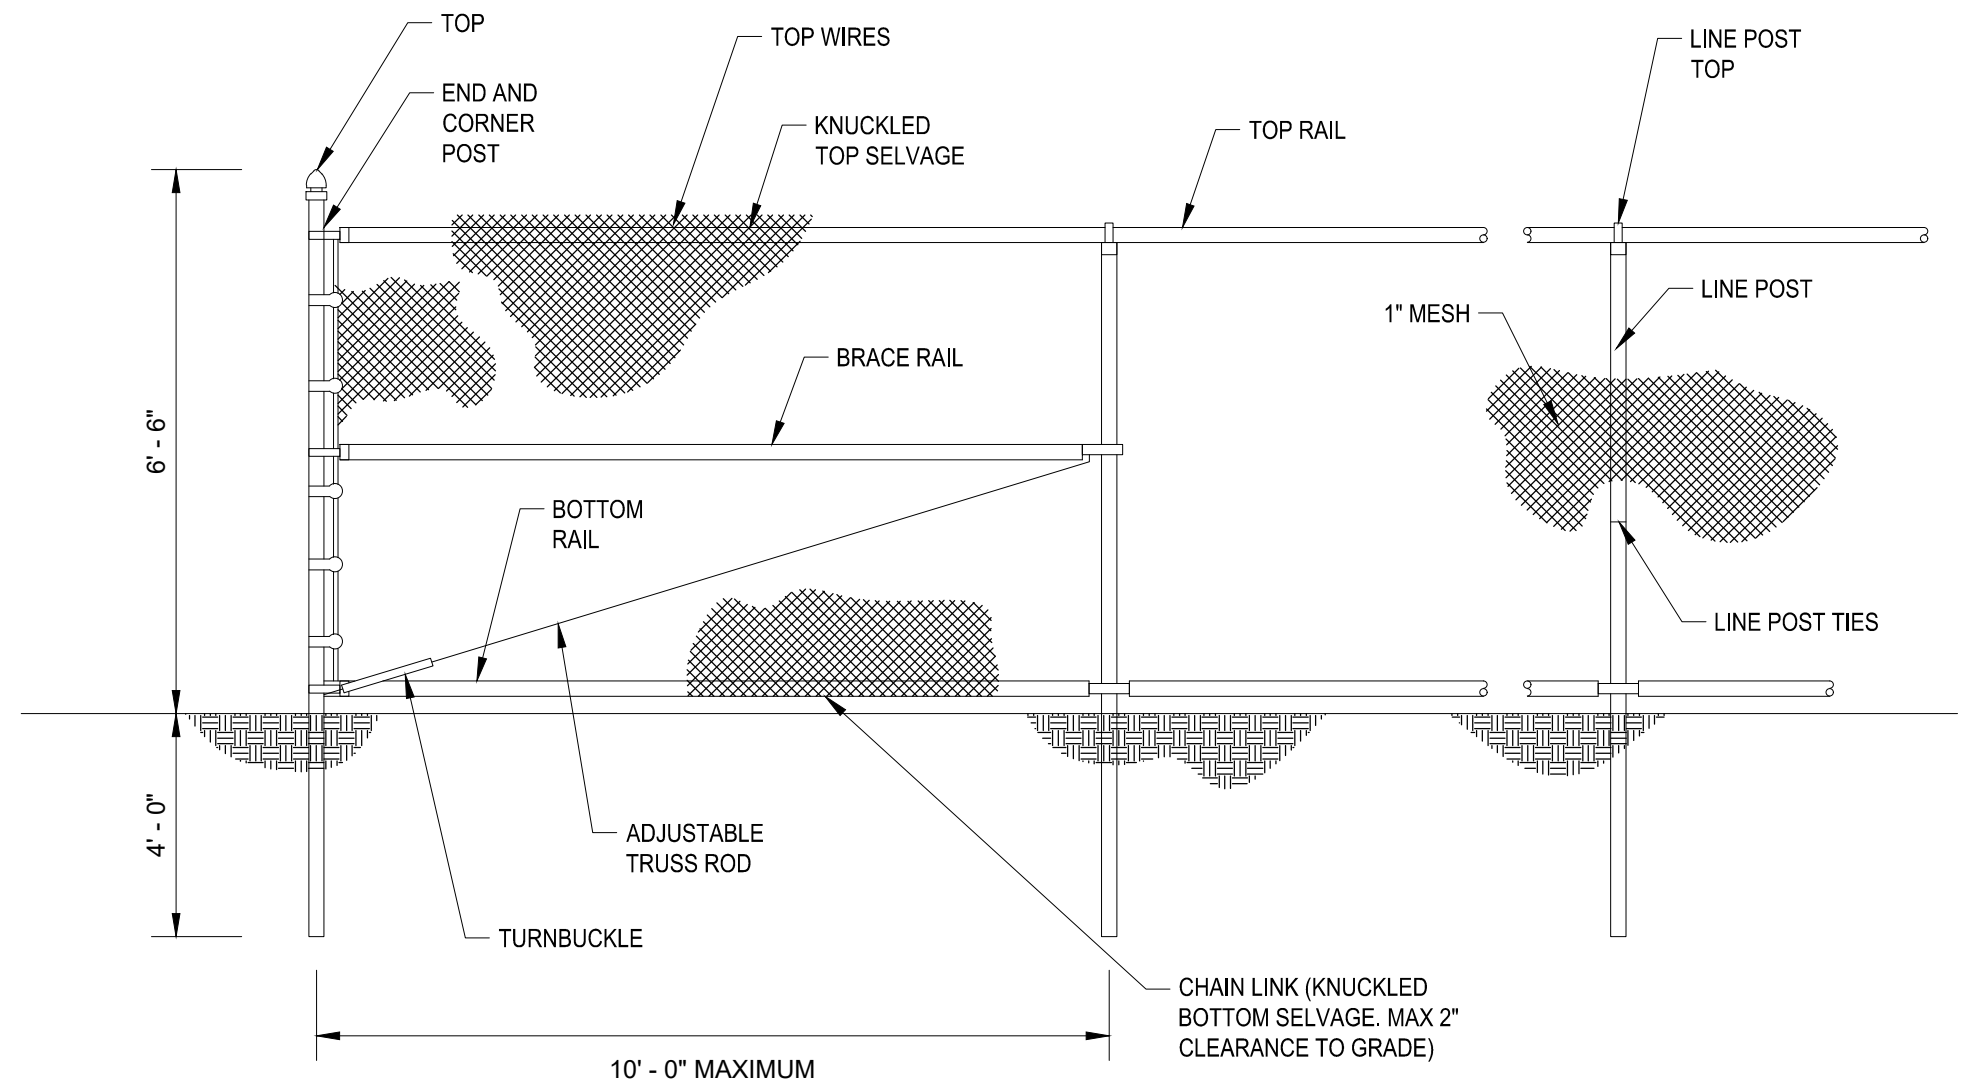 TOP
TOP WIRES
LINE POST
TOP
END AND
CORNER
POST
KNUCKLED
TOP SELVAGE
TOP RAIL
LINE POST
1" MESH
BRACE RAIL
6' - 6"
BOTTOM
RAIL
LINE POST TIES
4' - 0"
ADJUSTABLE
TRUSS ROD
TURNBUCKLE
CHAIN LINK (KNUCKLED
BOTTOM SELVAGE. MAX 2"
CLEARANCE TO GRADE)
10' - 0" MAXIMUM